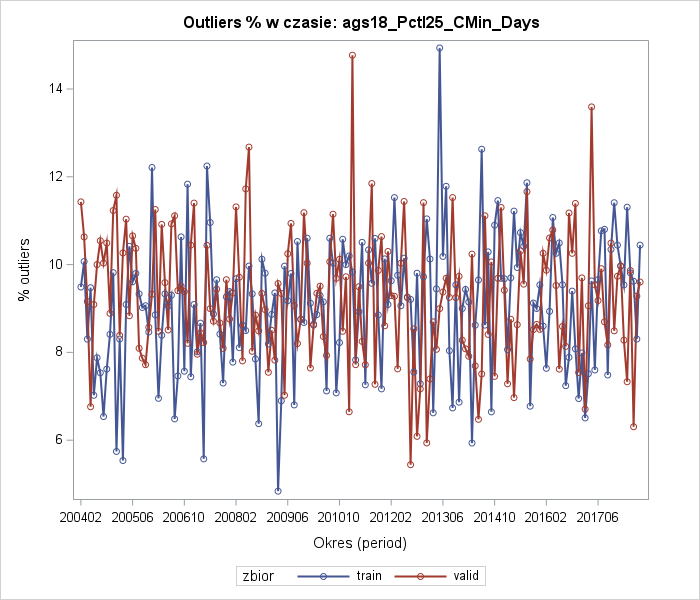 Outliers % w czasie: ags18_Pctl25_CMin_Days
14
12
10
8
6
% outliers
200402 200506 200610 200802 200906 201010 201202 201306 201410 201602 201706
Okres (period)
zbior train valid